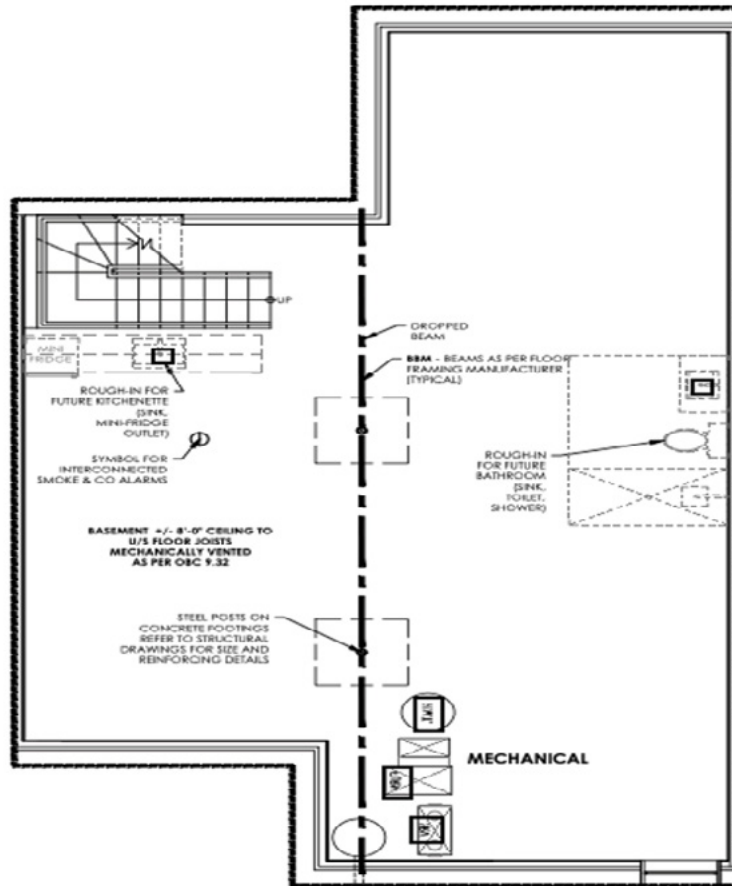 UP
MINI
FRIDGE
DROPPED
BEAM
BBM - BEAMS AS PER FLOOR
FRAMING MANUFACTURER
(TYPICAL)
ROUGH-IN FOR
FUTURE KITCHENETTE
(SINK,
MINI-FRIDGE
OUTLET)
SYMBOL FOR
INTERCONNECTED
SMOKE & CO ALARMS
ROUGH-IN
FOR FUTURE
BATHROOM
(SINK,
TOILET,
SHOWER)
BASEMENT +/- 8'-0" CEILING TO
U/S FLOOR JOISTS
MECHANICALLY VENTED
AS PER OBC 9.32
STEEL POSTS ON
CONCRETE FOOTINGS
REFER TO STRUCTURAL
DRAWINGS FOR SIZE AND
REINFORCING DETAILS
MECHANICAL